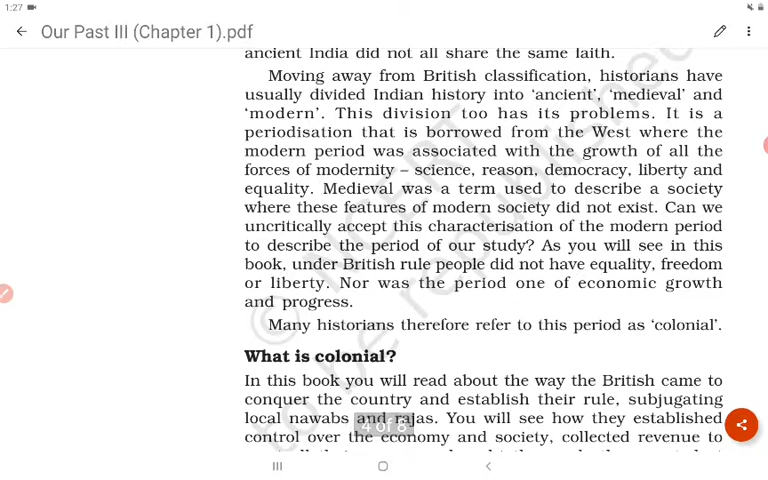 1:27
Our Past III (Chapter 1).pdf
ancient India did not all share the same faith.
Moving away from British classification, historians have
usually divided Indian history into ‘ancient’, ‘medieval’ and
‘modern’. This division too has its problems. It is a
periodisation that is borrowed from the West where the
modern period was associated with the growth of all the
forces of modernity – science, reason, democracy, liberty and
equality. Medieval was a term used to describe a society
where these features of modern society did not exist. Can we
uncritically accept this characterisation of the modern period
to describe the period of our study? As you will see in this
book, under British rule people did not have equality, freedom
or liberty. Nor was the period one of economic growth
and progress.
Many historians therefore refer to this period as ‘colonial’.
What is colonial?
In this book you will read about the way the British came to
conquer the country and establish their rule, subjugating
local nawabs and rajas. You will see how they established
4 of 8
control over the economy and society, collected revenue to
© NCERT
to be republished